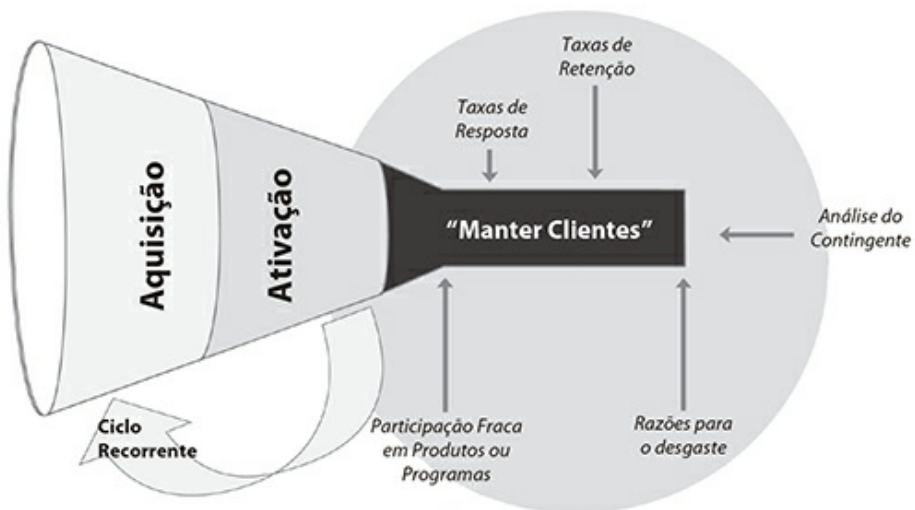 Aquisição
Ativação
“Manter Clientes”
Taxas de
Resposta
Taxas de
Retenção
Análise do
Contingente
Ciclo
Recorrente
Participação Fraca
em Produtos ou
Programas
Razões para
o desgaste